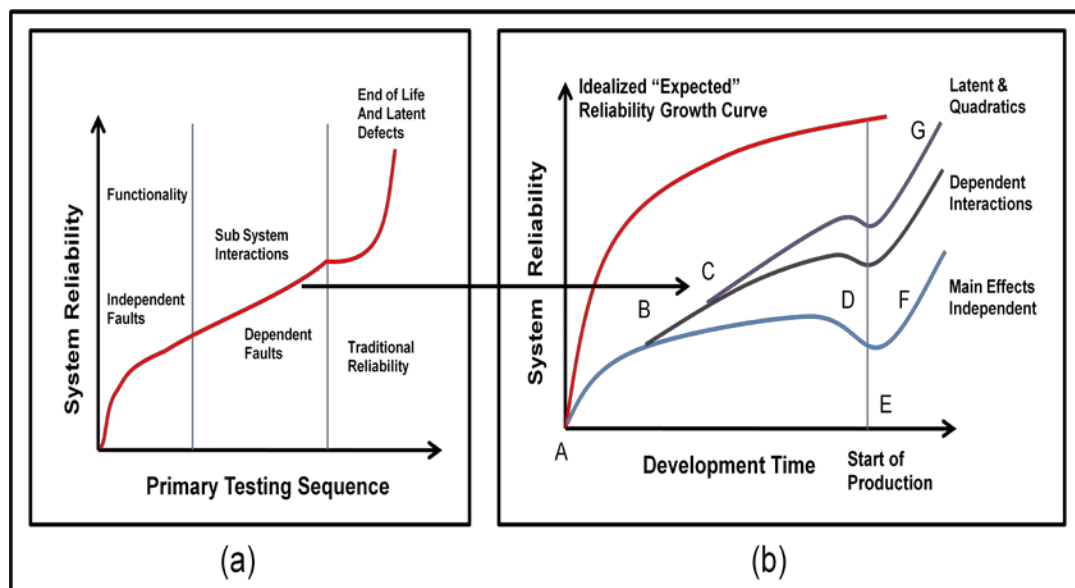 System Reliability
Functionality
Independent
Faults
Sub System
Interactions
Dependent
Faults
End of Life
And Latent
Defects
Traditional
Reliability
Primary Testing Sequence
(a)
System Reliability
Idealized “Expected”
Reliability Growth Curve
Latent &
Quadratics
Dependent
Interactions
Main Effects
Independent
A
B
C
D
E
F
G
Development Time
Start of
Production
(b)